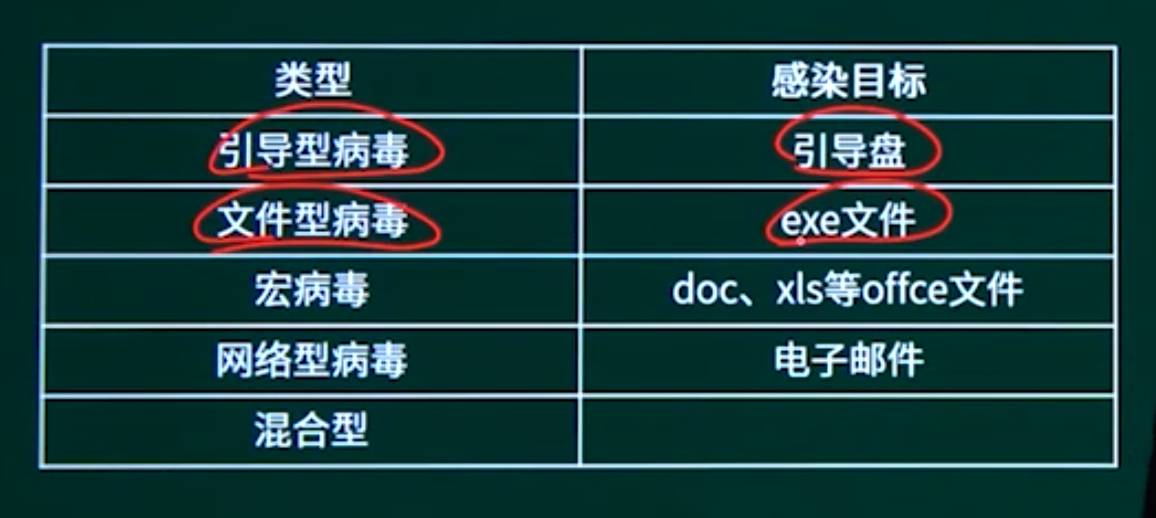 类型 感染目标
引导型病毒 引导盘
文件型病毒 exe文件
宏病毒 doc、xls等offce文件
网络型病毒 电子邮件
混合型